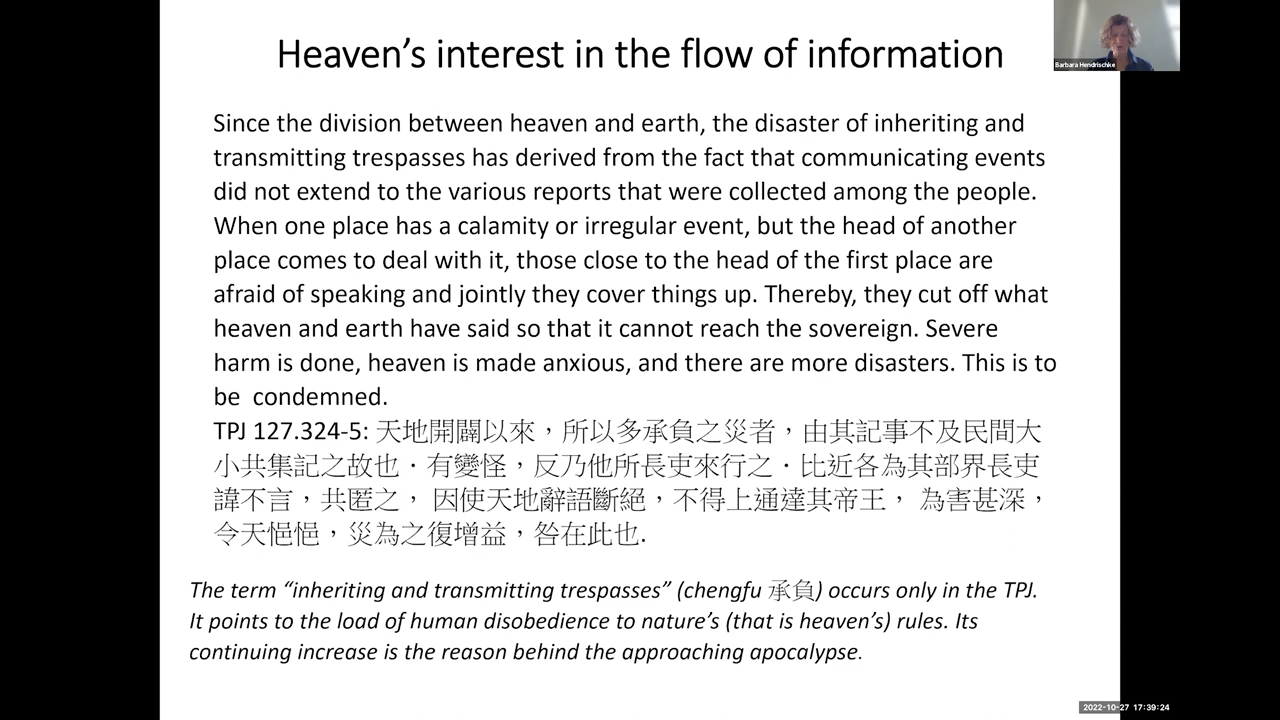 Heaven’s interest in the flow of information
Barbara Hendrischke
Since the division between heaven and earth, the disaster of inheriting and
transmitting trespasses has derived from the fact that communicating events
did not extend to the various reports that were collected among the people.
When one place has a calamity or irregular event, but the head of another
place comes to deal with it, those close to the head of the first place are
afraid of speaking and jointly they cover things up. Thereby, they cut off what
heaven and earth have said so that it cannot reach the sovereign. Severe
harm is done, heaven is made anxious, and there are more disasters. This is to
be  condemned.
TPJ 127.324-5: 天地開闢以來，所以多承負之災者，由其記事不及民間大
小共集記之故也．有變怪，反乃他所長吏來行之．比近各為其部界長吏
諱不言，共匿之， 因使天地辭語斷絕，不得上通達其帝王， 為害甚深，
令天悒悒，災為之復增益，咎在此也.
The term “inheriting and transmitting trespasses” (chengfu 承負) occurs only in the TPJ.
It points to the load of human disobedience to nature’s (that is heaven’s) rules. Its
continuing increase is the reason behind the approaching apocalypse.
2022-10-27 17:39:24